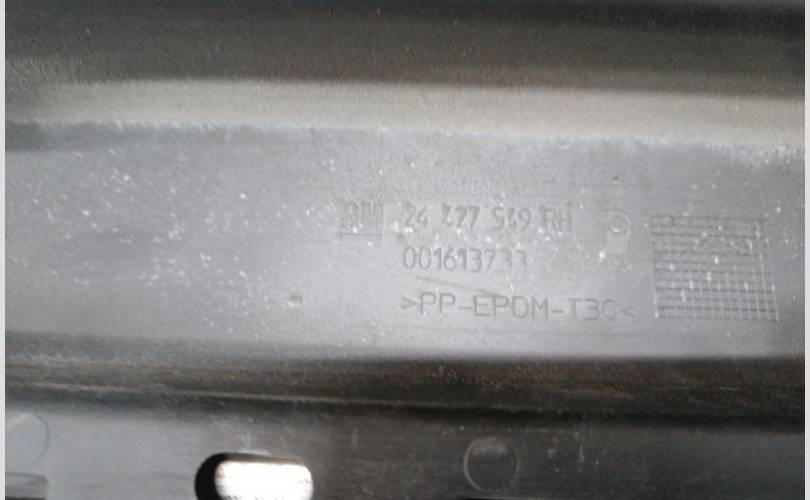 GM 24 427 549 RH
001613733
>PP-EPDM-T30<